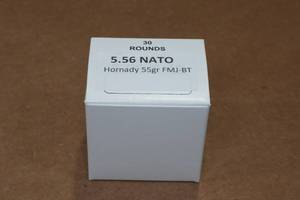 30
ROUNDS
5.56 NATO
Hornady 55gr FMJ-BT